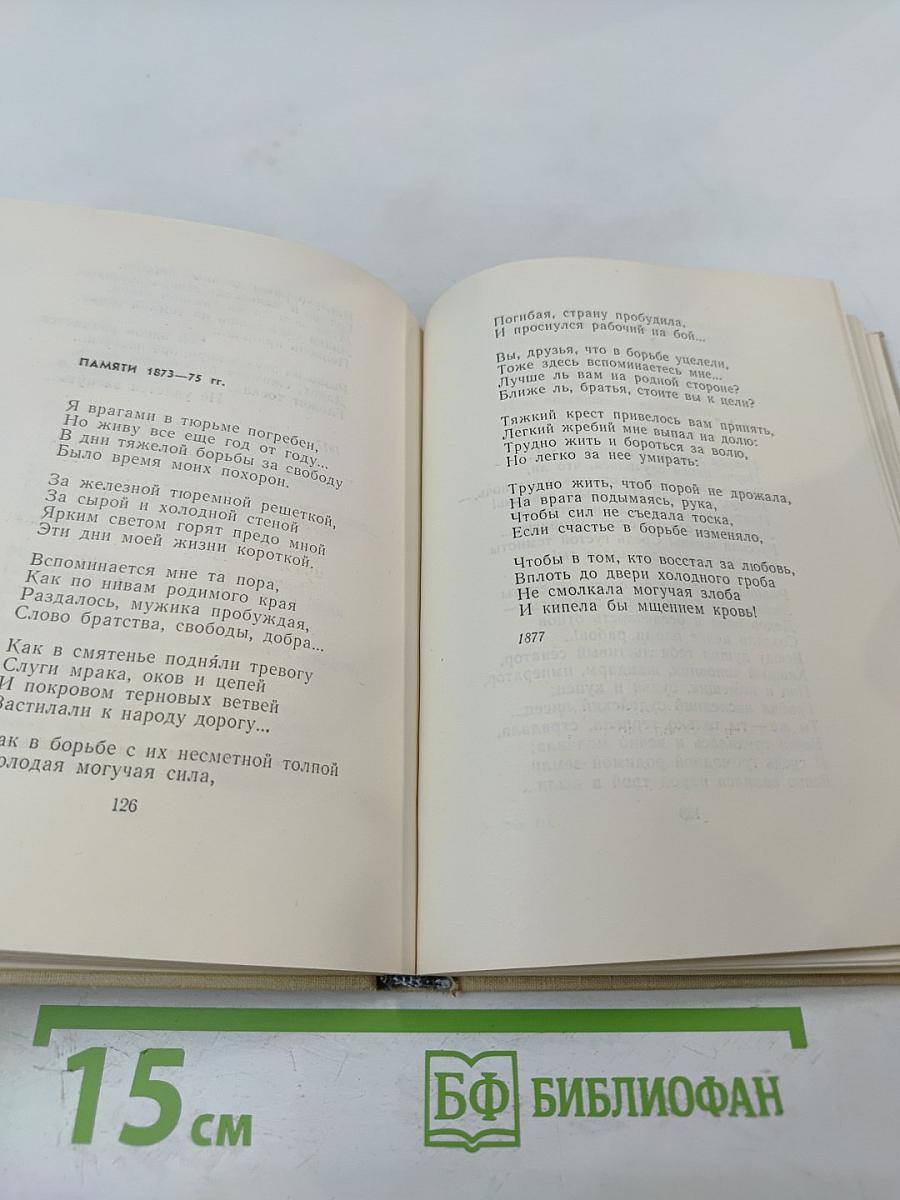 ПАМЯТИ 1873—75 гг.
Я врагами в тюрьме погребен,
Но живу все еще год от году...
В дни тяжелой борьбы за свободу
Было время моих похорон.
За железной тюремной решеткой,
За сырой и холодной стеной
Ярким светом горят предо мной
Эти дни моей жизни короткой.
Вспоминается мне та пора,
Как по нивам родимого края
Раздалось, мужика пробуждая,
Слово братства, свободы, добра...
Как в смятенье подня́ли тревогу
Слуги мрака, оков и цепей
И покровом терновых ветвей
Застилали к народу дорогу...
ак в борьбе с их несметной толпой
олодая могучая сила,
126
Погибая, страну пробудила,
И проснулся рабочий на бой...
Вы, друзья, что в борьбе уцелели,
Тоже здесь вспоминаетесь мне...
Лучше ль вам на родной стороне?
Ближе ль, братья, стоите вы к цели?
Тяжкий крест привелось вам принять,
Легкий жребий мне выпал на долю:
Трудно жить и бороться за волю,
Но легко за нее умирать:
Трудно жить, чтоб порой не дрожала,
На врага подымаясь, рука,
Чтобы сил не съедала тоска,
Если счастье в борьбе изменяло,
Чтобы в том, кто восстал за любовь,
Вплоть до двери холодного гроба
Не смолкала могучая злоба
И кипела бы мщением кровь!
1877
15 см
БФ БИБЛИОФАН